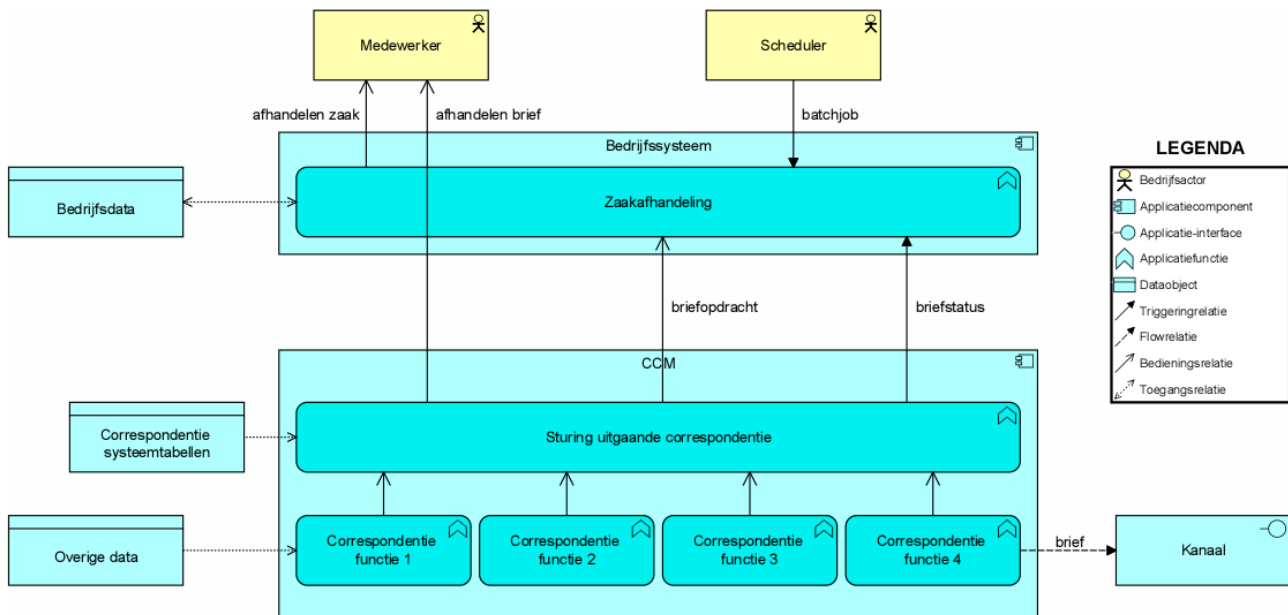 Medewerker
Scheduler
afhandelen zaak
afhandelen brief
batchjob
Bedrijfssysteem
Zaakafhandeling
Bedrijfsdata
LEGENDA
Bedrijfsactor
Applicatiecomponent
Applicatie-interface
Applicatiefunctie
Dataobject
Triggeringrelatie
Flowrelatie
Bedieningsrelatie
Toegangsrelatie
briefopdracht
briefstatus
CCM
Sturing uitgaande correspondentie
Correspondentie
systeemtabellen
Overige data
Correspondentie
functie 1
Correspondentie
functie 2
Correspondentie
functie 3
Correspondentie
functie 4
brief
Kanaal